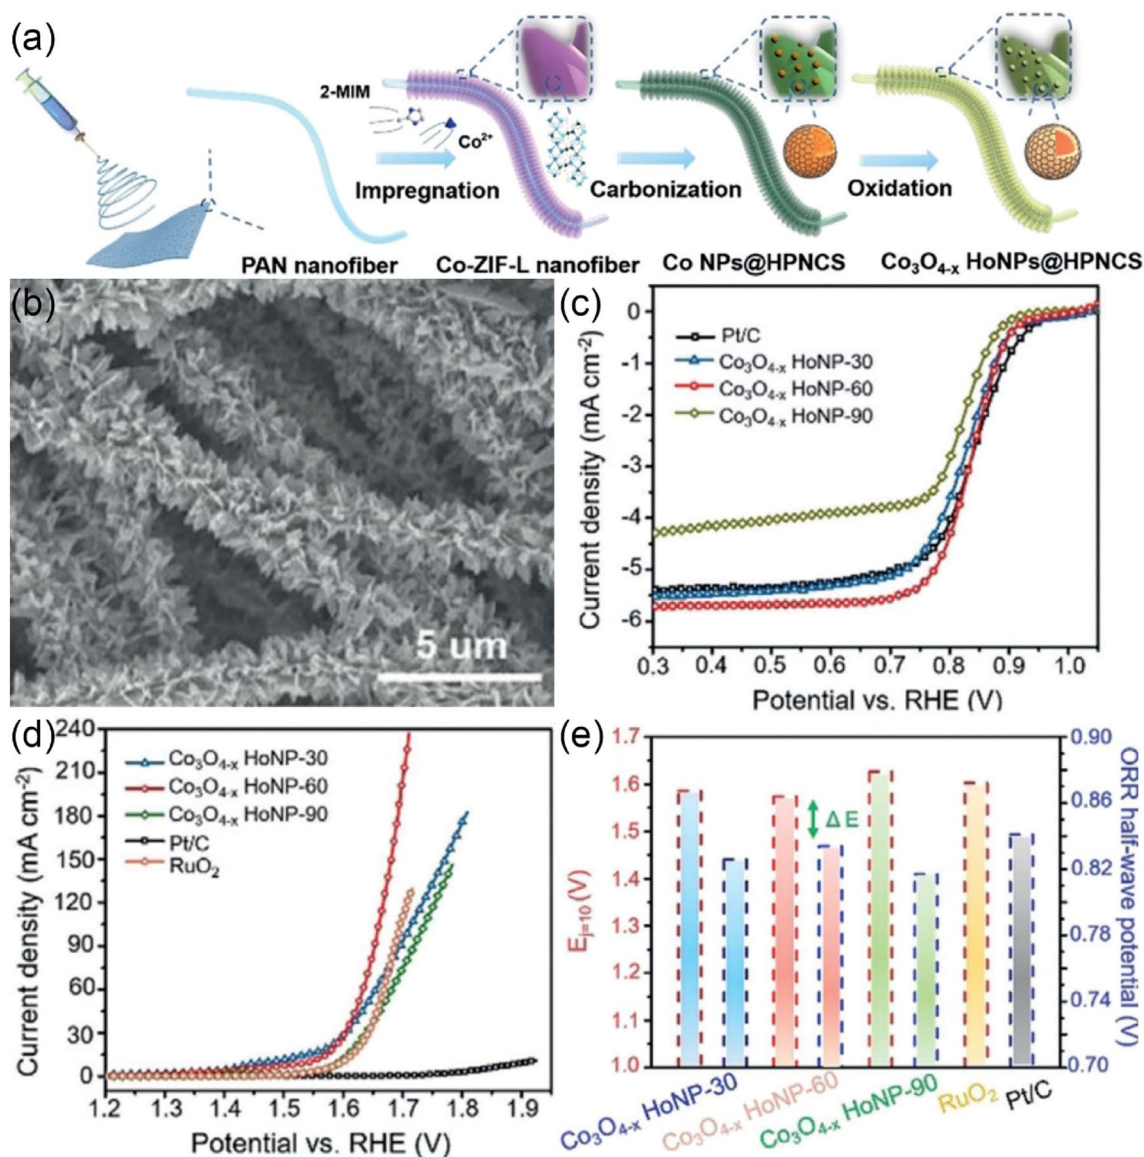 (a)
2-MIM
Co²⁺
Impregnation
Carbonization
Oxidation
PAN nanofiber
Co-ZIF-L nanofiber
Co NPs@HPNCS
Co₃O₄₋ₓ HoNPs@HPNCS
(b)
5 um
(c)
Pt/C
Co₃O₄₋ₓ HoNP-30
Co₃O₄₋ₓ HoNP-60
Co₃O₄₋ₓ HoNP-90
Current density (mA cm⁻²)
0
-1
-2
-3
-4
-5
-6
0.3 0.4 0.5 0.6 0.7 0.8 0.9 1.0
Potential vs. RHE (V)
(d)
Co₃O₄₋ₓ HoNP-30
Co₃O₄₋ₓ HoNP-60
Co₃O₄₋ₓ HoNP-90
Pt/C
RuO₂
Current density (mA cm⁻²)
240
210
180
150
120
90
60
30
0
1.2 1.3 1.4 1.5 1.6 1.7 1.8 1.9
Potential vs. RHE (V)
(e)
E_j=10 (V)
1.7
1.6
1.5
1.4
1.3
1.2
1.1
1.0
Δ E
0.90
0.86
0.82
0.78
0.74
0.70
ORR half-wave potential (V)
Co₃O₄₋ₓ HoNP-30
Co₃O₄₋ₓ HoNP-60
Co₃O₄₋ₓ HoNP-90
RuO₂
Pt/C